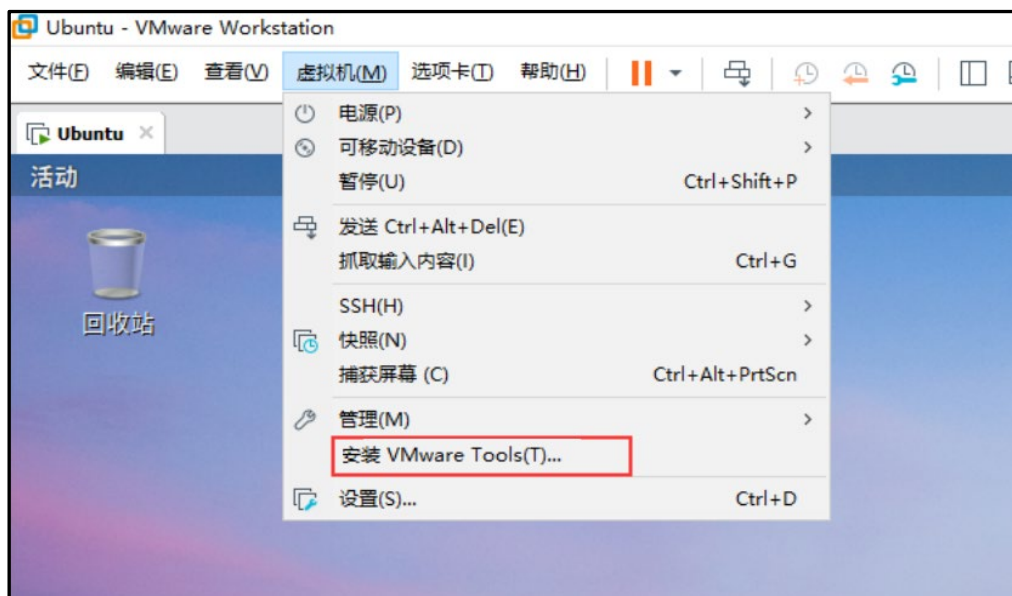 Ubuntu - VMware Workstation
文件(F) 编辑(E) 查看(V) 虚拟机(M) 选项卡(T) 帮助(H)
Ubuntu
活动
回收站
电源(P)
可移动设备(D)
暂停(U) Ctrl+Shift+P
发送 Ctrl+Alt+Del(E)
抓取输入内容(I) Ctrl+G
SSH(H)
快照(N)
捕获屏幕 (C) Ctrl+Alt+PrtScn
管理(M)
安装 VMware Tools(T)...
设置(S)... Ctrl+D